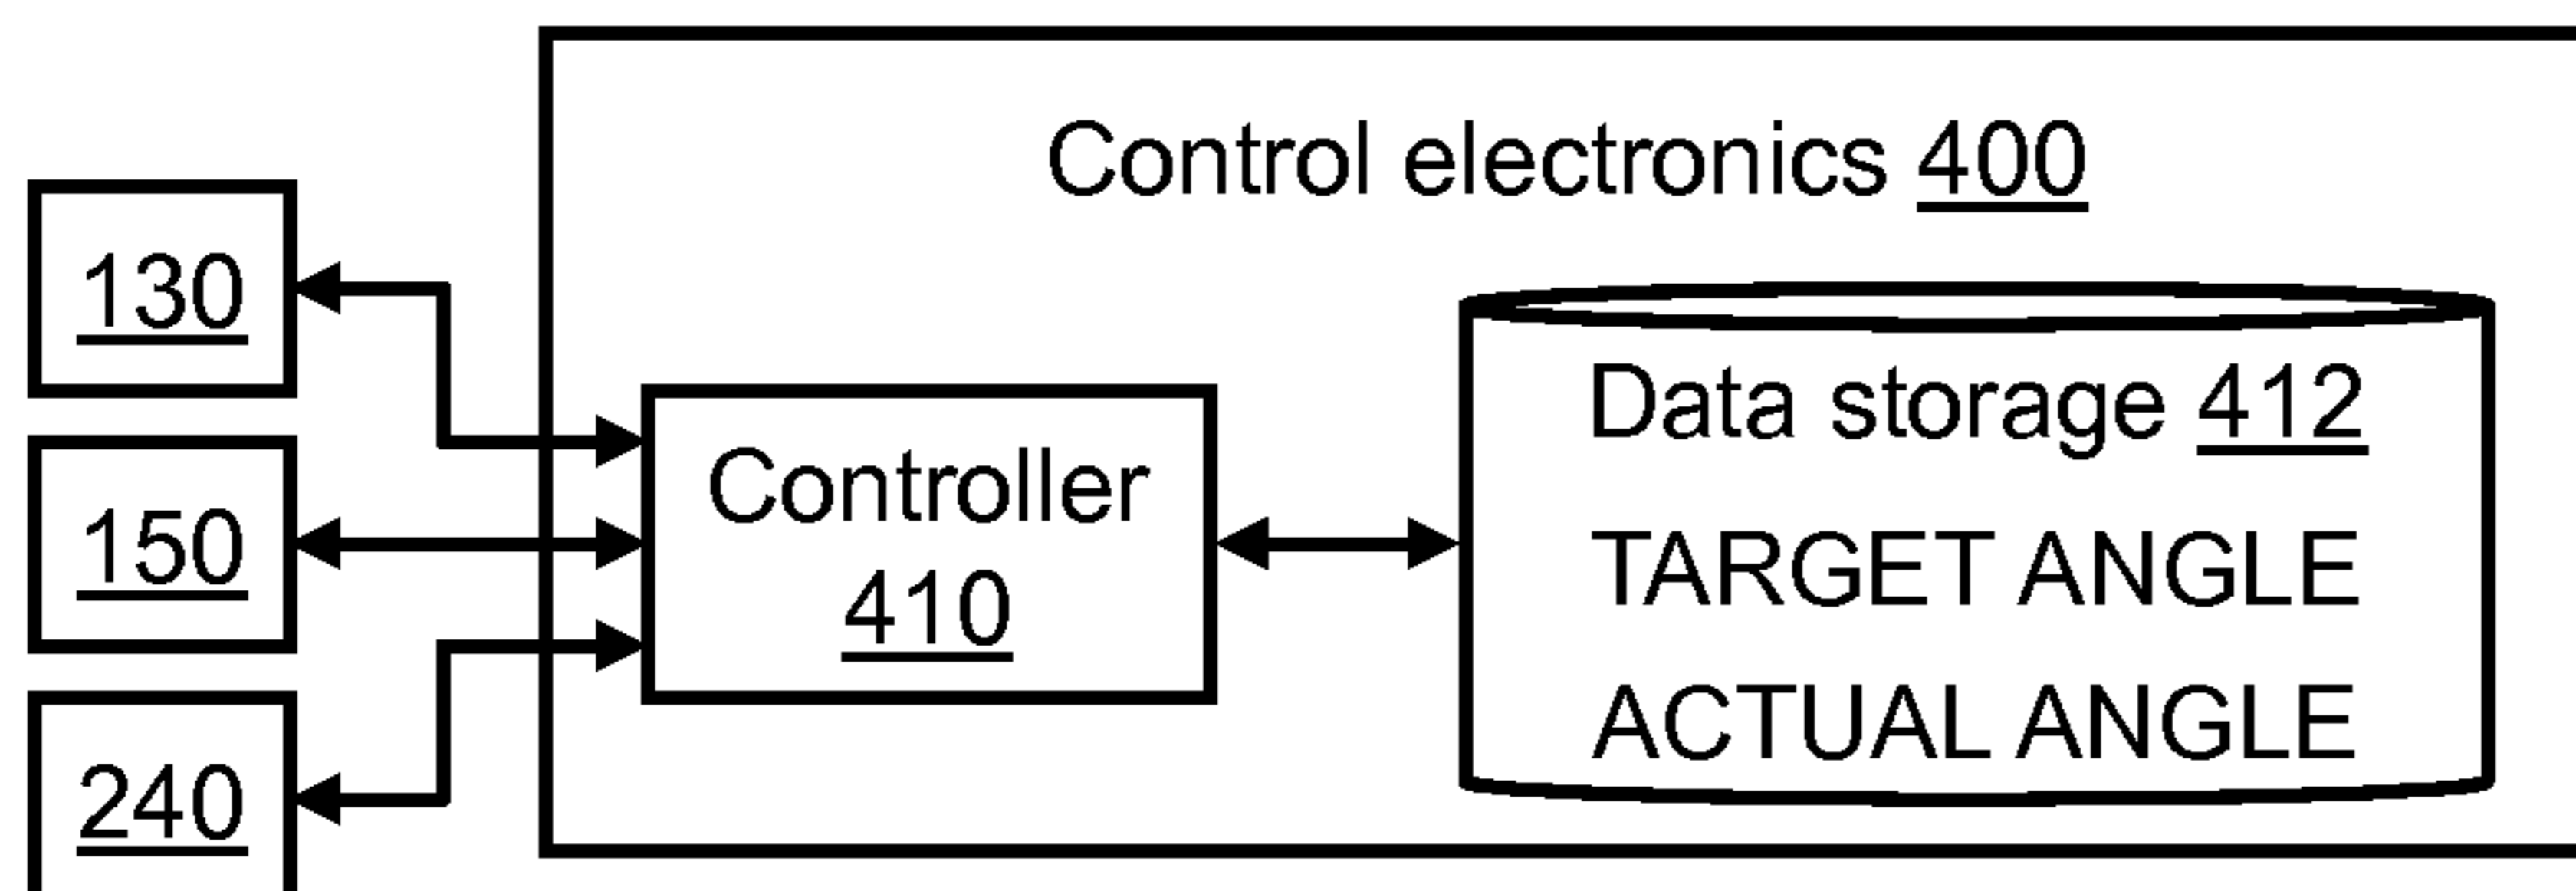 Control electronics 400
130
150
240
Controller
410
Data storage 412
TARGET ANGLE
ACTUAL ANGLE